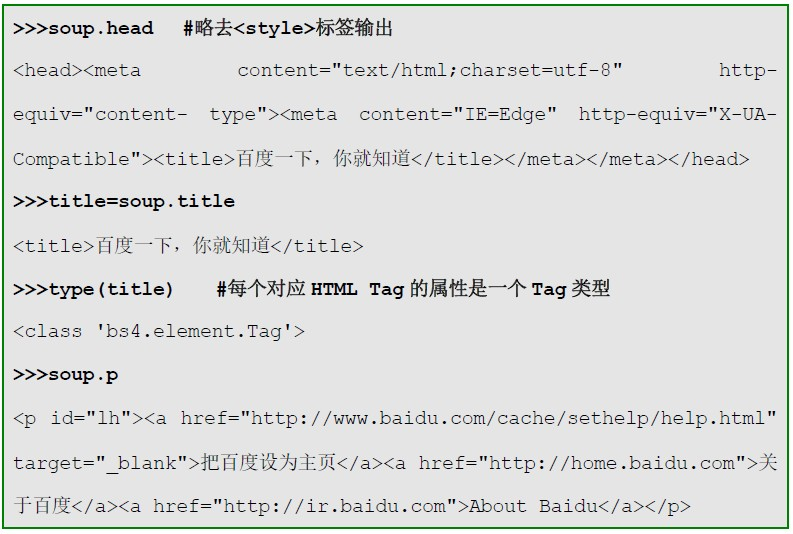 >>>soup.head #略去<style>标签输出
<head><meta content="text/html;charset=utf-8" http-
equiv="content- type"><meta content="IE=Edge" http-equiv="X-UA-
Compatible"><title>百度一下，你就知道</title></meta></meta></head>
>>>title=soup.title
<title>百度一下，你就知道</title>
>>>type(title) #每个对应 HTML Tag 的属性是一个 Tag 类型
<class 'bs4.element.Tag'>
>>>soup.p
<p id="lh"><a href="http://www.baidu.com/cache/sethelp/help.html"
target="_blank">把百度设为主页</a><a href="http://home.baidu.com">关
于百度</a><a href="http://ir.baidu.com">About Baidu</a></p>